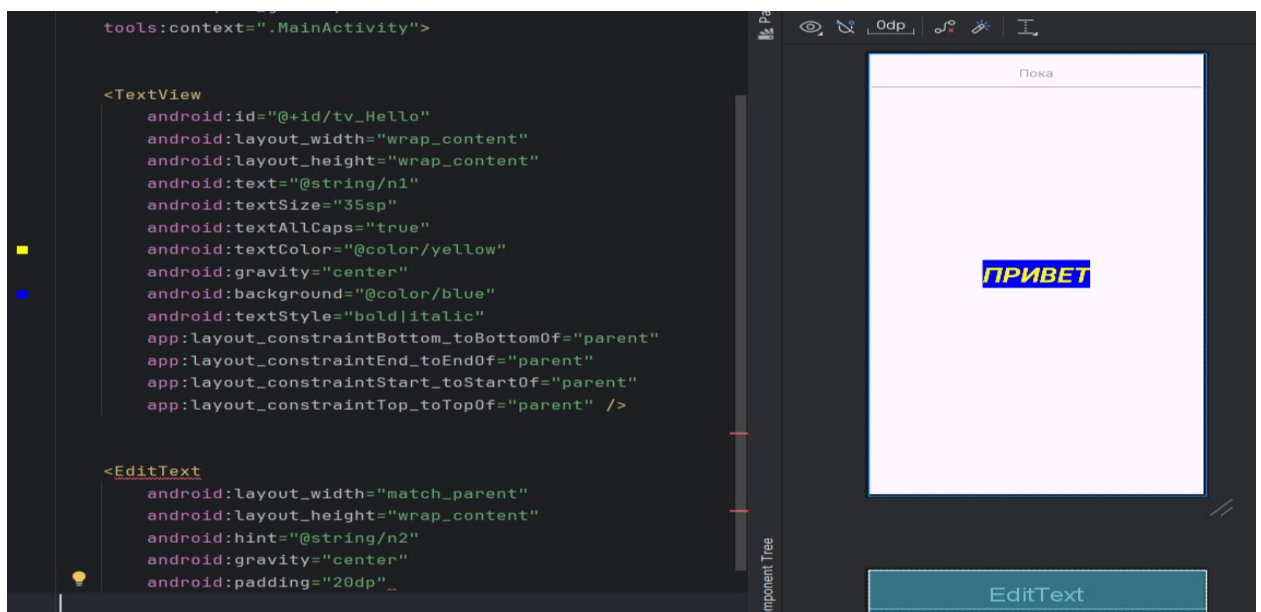 tools:context=".MainActivity">
<TextView
android:id="@+id/tv_Hello"
android:layout_width="wrap_content"
android:layout_height="wrap_content"
android:text="@string/n1"
android:textSize="35sp"
android:textAllCaps="true"
android:textColor="@color/yellow"
android:gravity="center"
android:background="@color/blue"
android:textStyle="bold|italic"
app:layout_constraintBottom_toBottomOf="parent"
app:layout_constraintEnd_toEndOf="parent"
app:layout_constraintStart_toStartOf="parent"
app:layout_constraintTop_toTopOf="parent" />
<EditText
android:layout_width="match_parent"
android:layout_height="wrap_content"
android:hint="@string/n2"
android:gravity="center"
android:padding="20dp"
Pa
0dp
Пока
ПРИВЕТ
mponent Tree
EditText